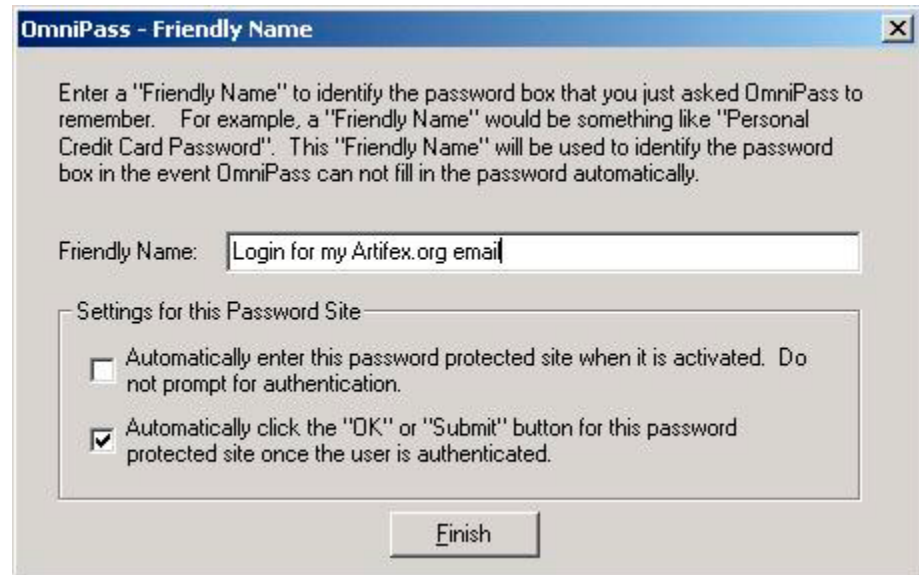 OmniPass - Friendly Name
Enter a "Friendly Name" to identify the password box that you just asked OmniPass to
remember.   For example, a "Friendly Name" would be something like "Personal
Credit Card Password".  This "Friendly Name" will be used to identify the password
box in the event OmniPass can not fill in the password automatically.
Friendly Name: Login for my Artifex.org email
Settings for this Password Site
Automatically enter this password protected site when it is activated.  Do
not prompt for authentication.
Automatically click the "OK" or "Submit" button for this password
protected site once the user is authenticated.
Finish